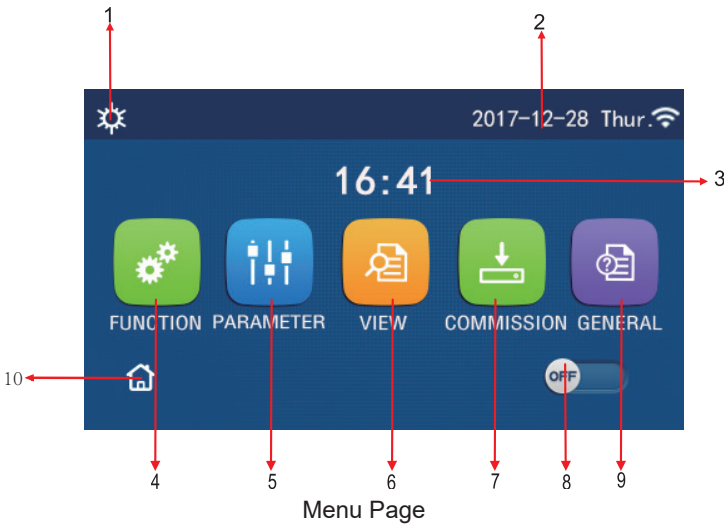 1
2
2017-12-28 Thur.
16:41
3
FUNCTION PARAMETER VIEW COMMISSION GENERAL
10
OFF
4 5 6 7 8 9
Menu Page